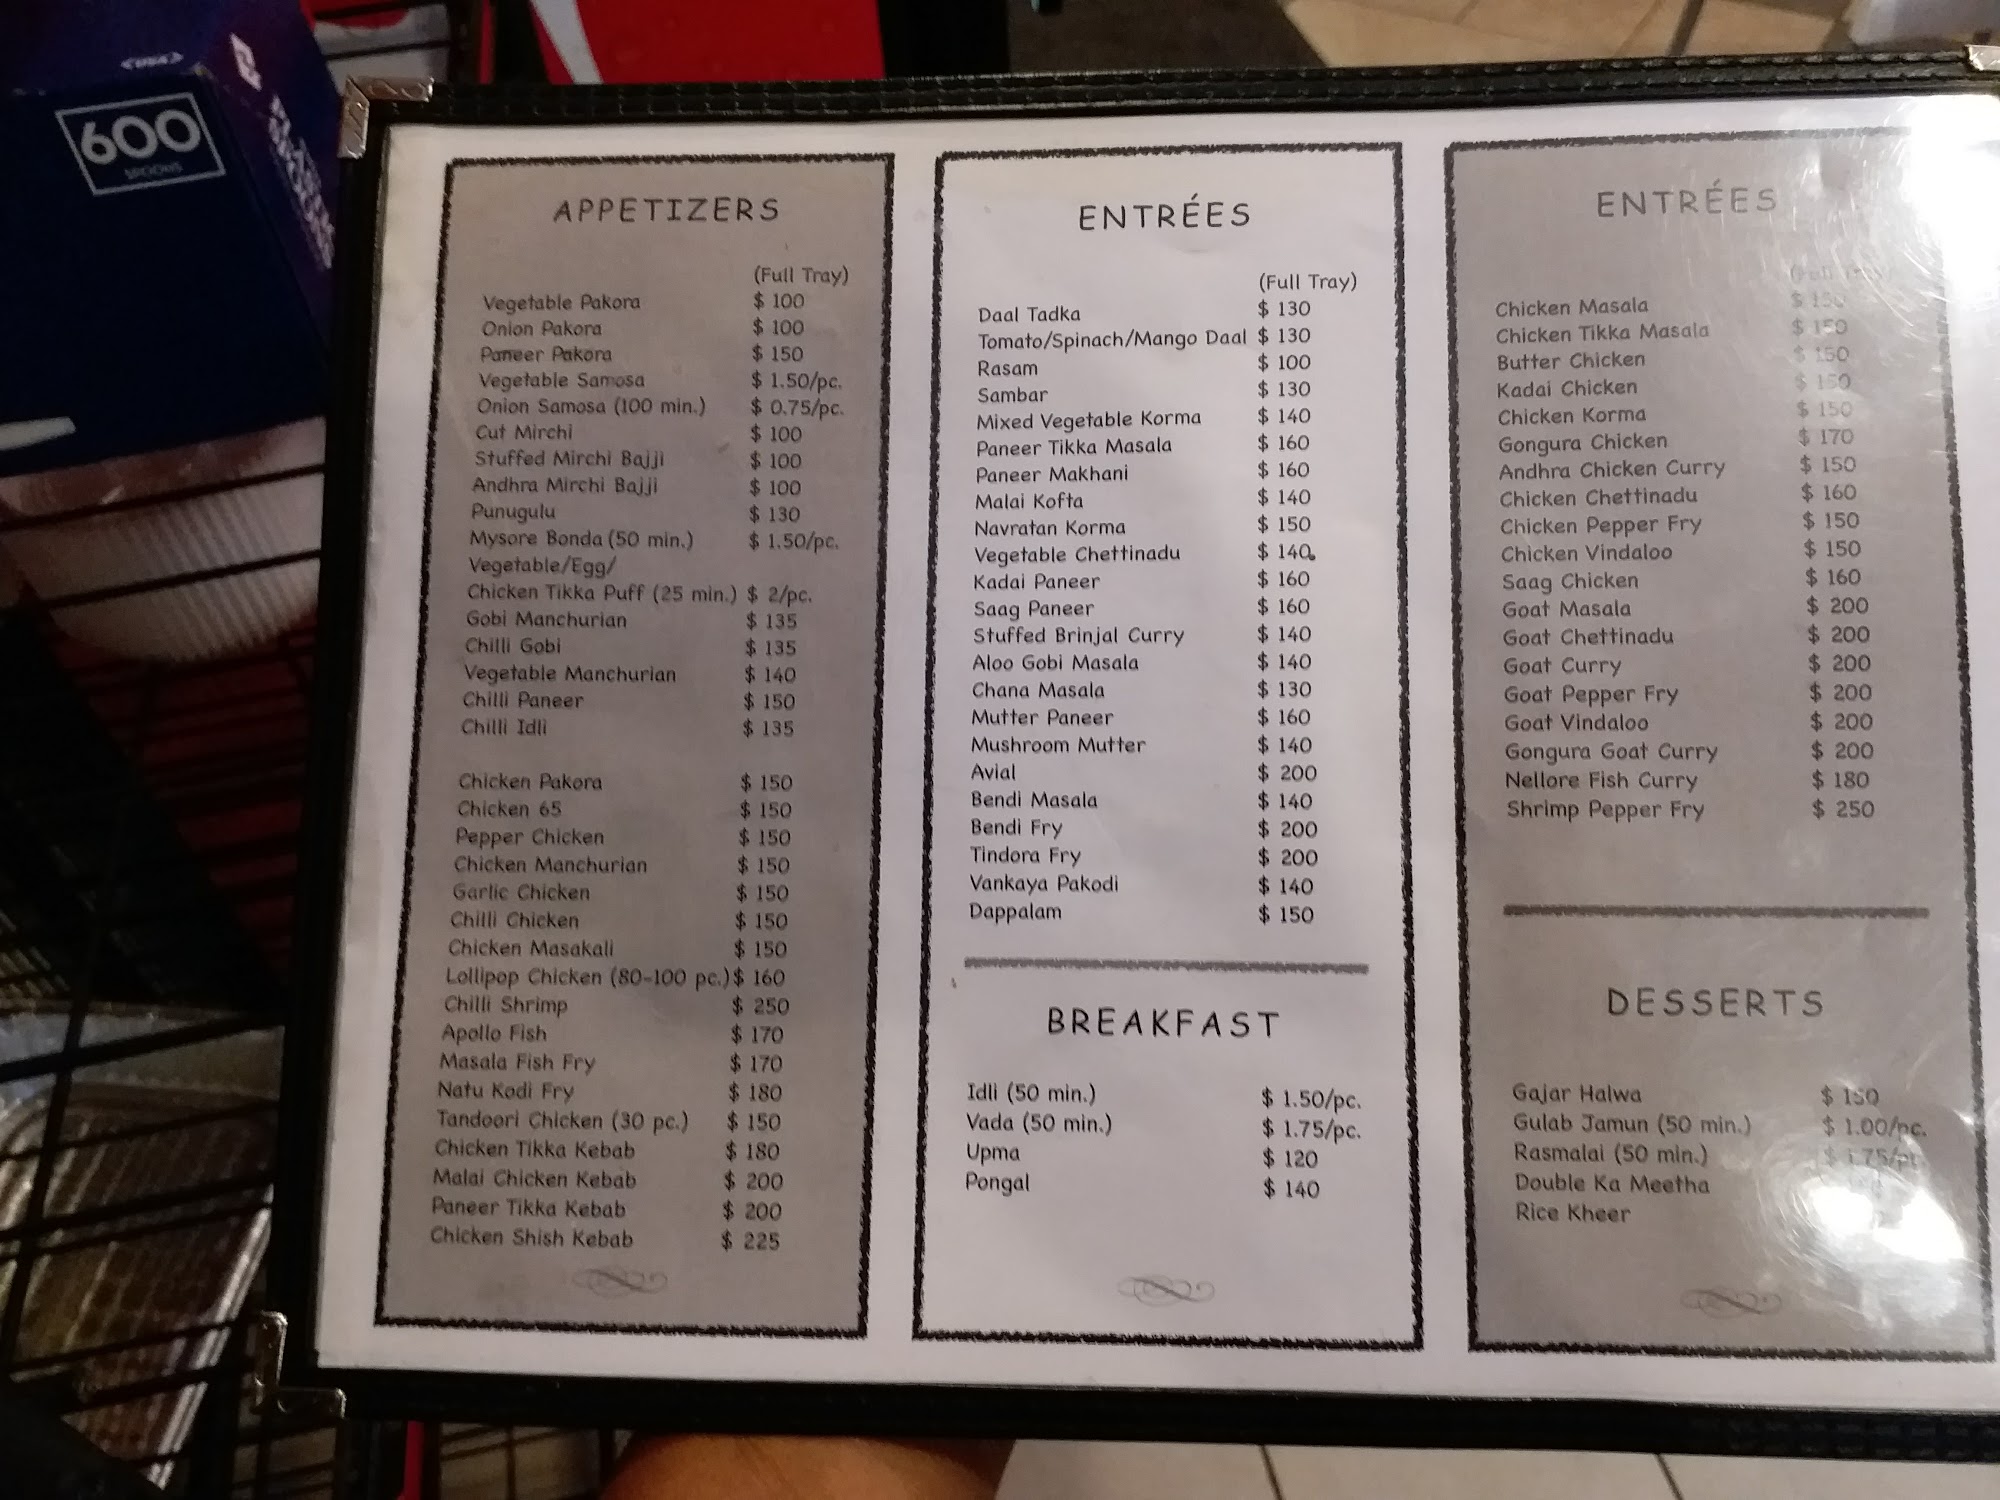 600
SPOONS
APPETIZERS
(Full Tray)
Vegetable Pakora $ 100
Onion Pakora $ 100
Paneer Pakora $ 150
Vegetable Samosa $ 1.50/pc.
Onion Samosa (100 min.) $ 0.75/pc.
Cut Mirchi $ 100
Stuffed Mirchi Bajji $ 100
Andhra Mirchi Bajji $ 100
Punugulu $ 130
Mysore Bonda (50 min.) $ 1.50/pc.
Vegetable/Egg/
Chicken Tikka Puff (25 min.) $ 2/pc.
Gobi Manchurian $ 135
Chilli Gobi $ 135
Vegetable Manchurian $ 140
Chilli Paneer $ 150
Chilli Idli $ 135
Chicken Pakora $ 150
Chicken 65 $ 150
Pepper Chicken $ 150
Chicken Manchurian $ 150
Garlic Chicken $ 150
Chilli Chicken $ 150
Chicken Masakali $ 150
Lollipop Chicken (80-100 pc.) $ 160
Chilli Shrimp $ 250
Apollo Fish $ 170
Masala Fish Fry $ 170
Natu Kodi Fry $ 180
Tandoori Chicken (30 pc.) $ 150
Chicken Tikka Kebab $ 180
Malai Chicken Kebab $ 200
Paneer Tikka Kebab $ 200
Chicken Shish Kebab $ 225
ENTRÉES
(Full Tray)
Daal Tadka $ 130
Tomato/Spinach/Mango Daal $ 130
Rasam $ 100
Sambar $ 130
Mixed Vegetable Korma $ 140
Paneer Tikka Masala $ 160
Paneer Makhani $ 160
Malai Kofta $ 140
Navratan Korma $ 150
Vegetable Chettinadu $ 140
Kadai Paneer $ 160
Saag Paneer $ 160
Stuffed Brinjal Curry $ 140
Aloo Gobi Masala $ 140
Chana Masala $ 130
Mutter Paneer $ 160
Mushroom Mutter $ 140
Avial $ 200
Bendi Masala $ 140
Bendi Fry $ 200
Tindora Fry $ 200
Vankaya Pakodi $ 140
Dappalam $ 150
BREAKFAST
Idli (50 min.) $ 1.50/pc.
Vada (50 min.) $ 1.75/pc.
Upma $ 120
Pongal $ 140
ENTRÉES
(Full Tray)
Chicken Masala $ 150
Chicken Tikka Masala $ 150
Butter Chicken $ 150
Kadai Chicken $ 150
Chicken Korma $ 150
Gongura Chicken $ 170
Andhra Chicken Curry $ 150
Chicken Chettinadu $ 160
Chicken Pepper Fry $ 150
Chicken Vindaloo $ 150
Saag Chicken $ 160
Goat Masala $ 200
Goat Chettinadu $ 200
Goat Curry $ 200
Goat Pepper Fry $ 200
Goat Vindaloo $ 200
Gongura Goat Curry $ 200
Nellore Fish Curry $ 180
Shrimp Pepper Fry $ 250
DESSERTS
Gajar Halwa $ 150
Gulab Jamun (50 min.) $ 1.00/pc.
Rasmalai (50 min.) $ 1.75/pc.
Double Ka Meetha
Rice Kheer